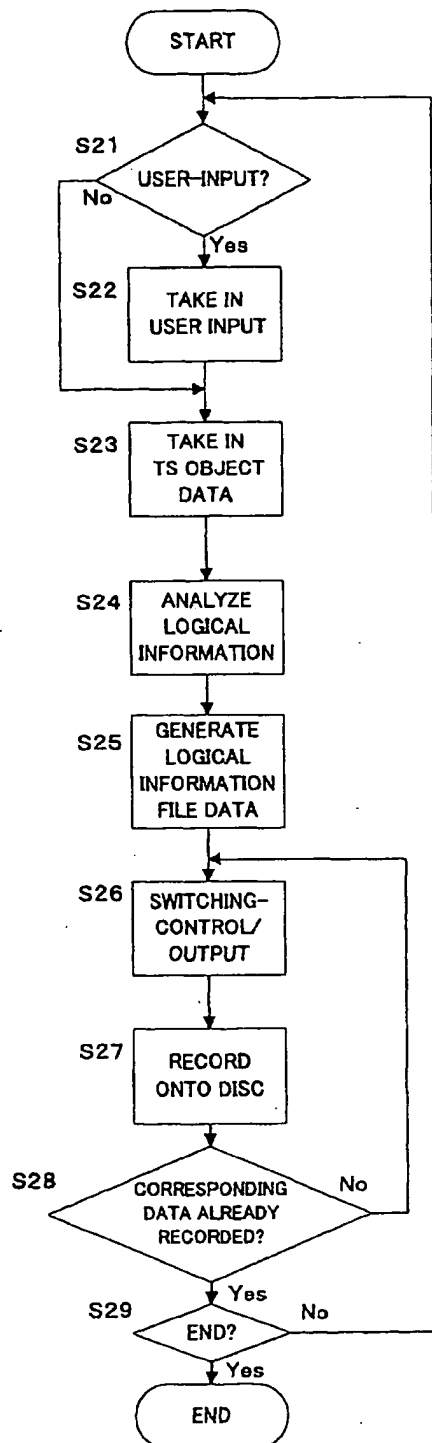 START
S21
USER-INPUT?
No
Yes
S22
TAKE IN
USER INPUT
S23
TAKE IN
TS OBJECT
DATA
S24
ANALYZE
LOGICAL
INFORMATION
S25
GENERATE
LOGICAL
INFORMATION
FILE DATA
S26
SWITCHING-
CONTROL/
OUTPUT
S27
RECORD
ONTO DISC
S28
CORRESPONDING
DATA ALREADY
RECORDED?
No
Yes
S29
END?
No
Yes
END